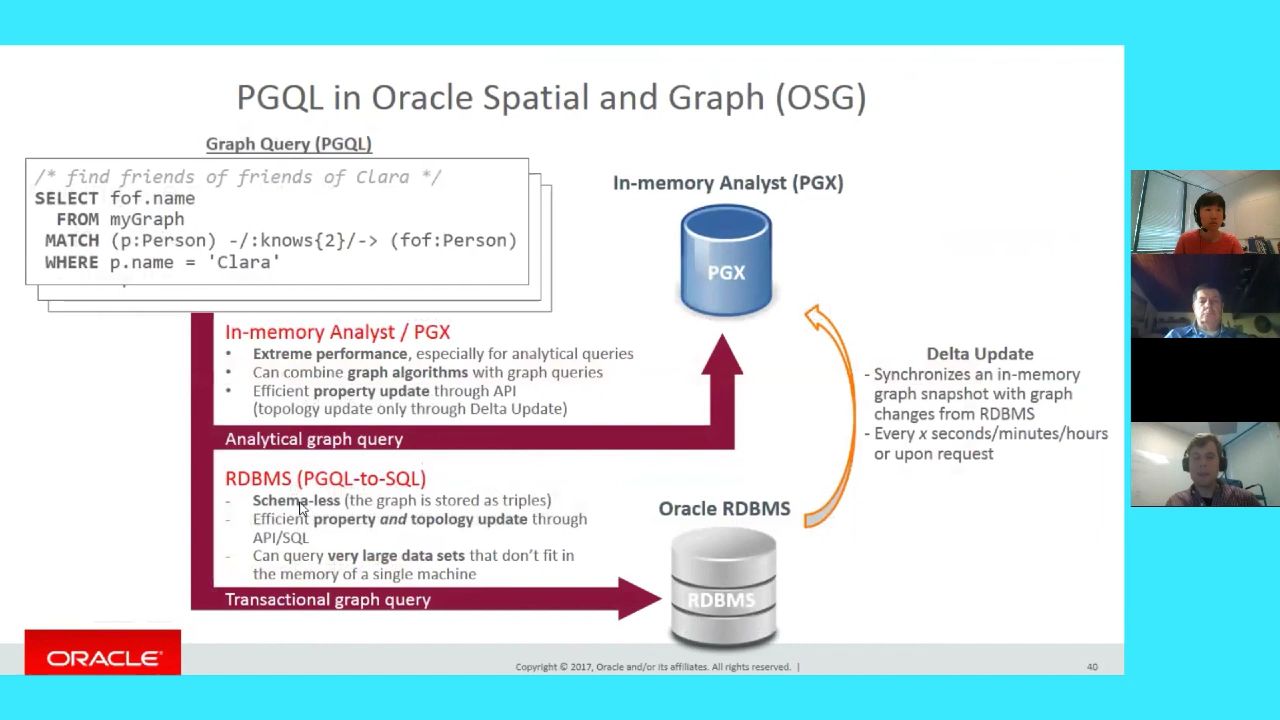 PGQL in Oracle Spatial and Graph (OSG)
Graph Query (PGQL)
/* find friends of friends of Clara */
SELECT fof.name
FROM myGraph
MATCH (p:Person) -/:knows{2}/-> (fof:Person)
WHERE p.name = 'Clara'
In-memory Analyst (PGX)
PGX
In-memory Analyst / PGX
• Extreme performance, especially for analytical queries
• Can combine graph algorithms with graph queries
• Efficient property update through API
(topology update only through Delta Update)
Analytical graph query
Delta Update
- Synchronizes an in-memory
graph snapshot with graph
changes from RDBMS
- Every x seconds/minutes/hours
or upon request
RDBMS (PGQL-to-SQL)
- Schema-less (the graph is stored as triples)
- Efficient property and topology update through
API/SQL
- Can query very large data sets that don't fit in
the memory of a single machine
Transactional graph query
Oracle RDBMS
RDBMS
ORACLE®
Copyright © 2017, Oracle and/or its affiliates. All rights reserved. |
40